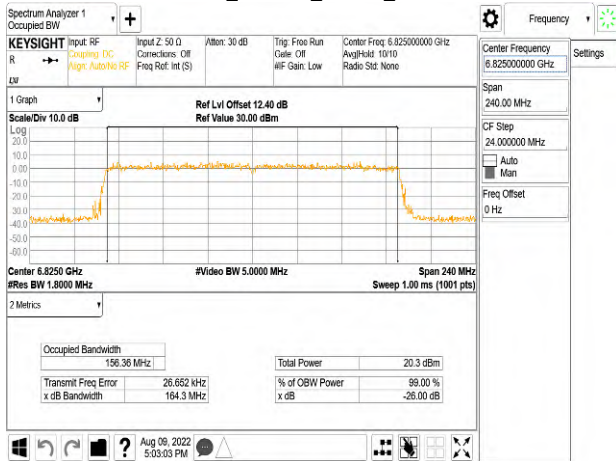 Spectrum Analyzer 1
Occupied BW
Frequency
KEYSIGHT
R
Input: RF
Coupling: DC
Align: Auto/No RF
Input Z: 50 Ω
Corrections: Off
Freq Ref: Int (S)
Atten: 30 dB
Trig: Free Run
Gate: Off
#IF Gain: Low
Center Freq: 6.825000000 GHz
Avg|Hold: 10/10
Radio Std: None
Center Frequency
6.825000000 GHz
Settings
Span
240.00 MHz
CF Step
24.000000 MHz
Auto
Man
Freq Offset
0 Hz
1 Graph
Scale/Div 10.0 dB
Ref Lvl Offset 12.40 dB
Ref Value 30.00 dBm
Log
20.0
10.0
0.00
-10.0
-20.0
-30.0
-40.0
-50.0
-60.0
Center 6.8250 GHz
#Res BW 1.8000 MHz
#Video BW 5.0000 MHz
Span 240 MHz
Sweep 1.00 ms (1001 pts)
2 Metrics
Occupied Bandwidth
156.36 MHz
Total Power 20.3 dBm
Transmit Freq Error 26.652 kHz
% of OBW Power 99.00 %
x dB Bandwidth 164.3 MHz
x dB -26.00 dB
?
Aug 09, 2022
5:03:03 PM